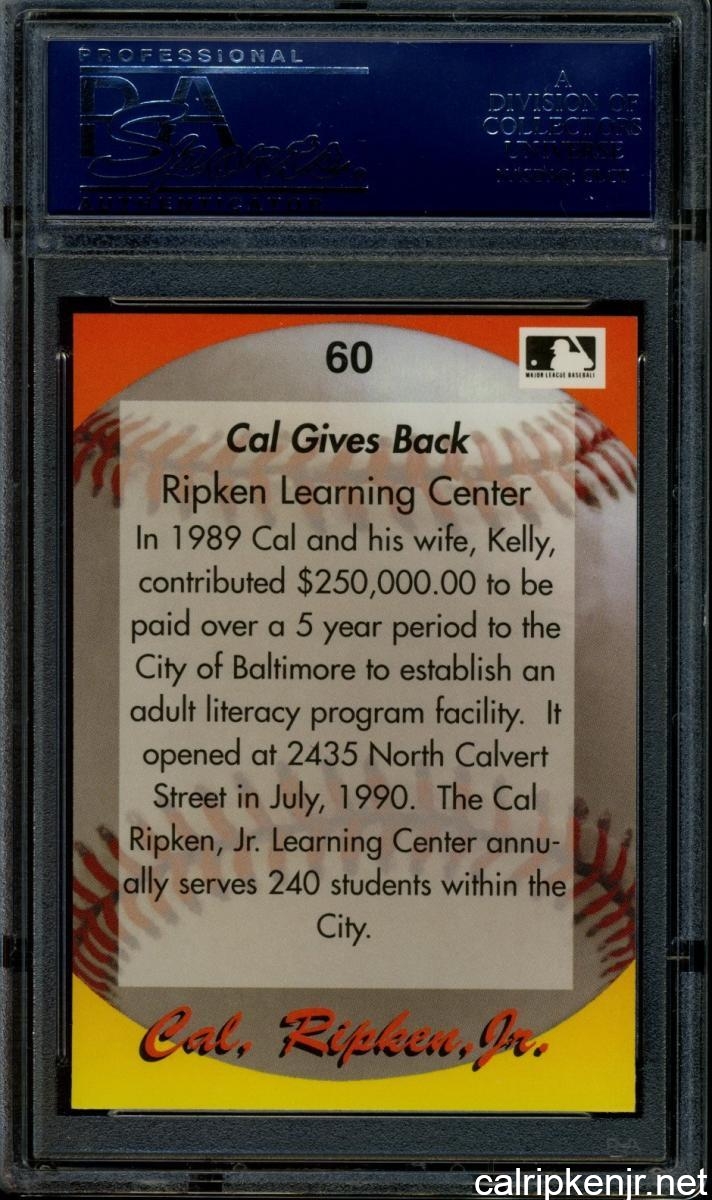 PROFESSIONAL
PSA
Sports.
AUTHENTICATOR
A
DIVISION OF
COLLECTORS
UNIVERSE
NASDAQ: CLCT
60
MAJOR LEAGUE BASEBALL
Cal Gives Back
Ripken Learning Center
In 1989 Cal and his wife, Kelly,
contributed $250,000.00 to be
paid over a 5 year period to the
City of Baltimore to establish an
adult literacy program facility. It
opened at 2435 North Calvert
Street in July, 1990. The Cal
Ripken, Jr. Learning Center annu-
ally serves 240 students within the
City.
Cal, Ripken, Jr.
PSA
calripkenjr.net